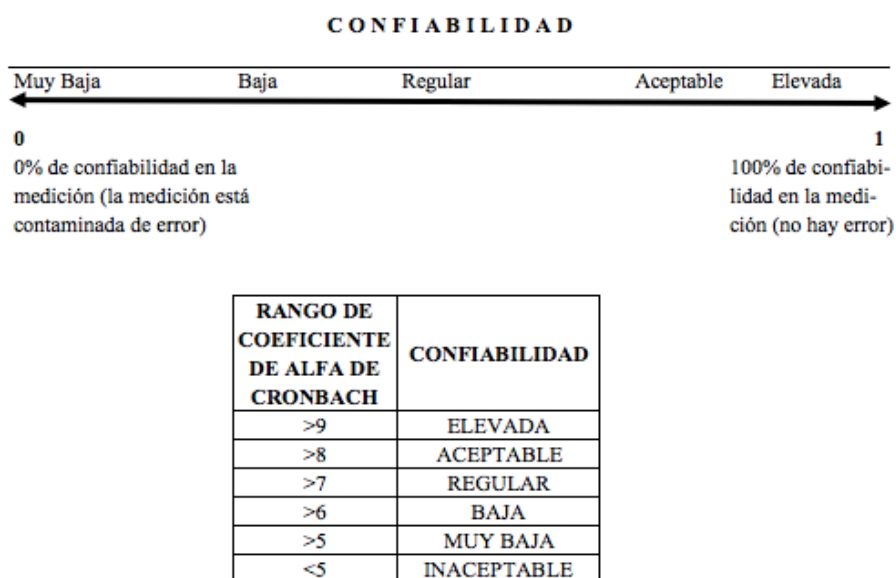 CONFIABILIDAD
Muy Baja Baja Regular Aceptable Elevada
0 1
0% de confiabilidad en la
medición (la medición está
contaminada de error)
100% de confiabi-
lidad en la medi-
ción (no hay error)
RANGO DE
COEFICIENTE
DE ALFA DE
CRONBACH
CONFIABILIDAD
>9 ELEVADA
>8 ACEPTABLE
>7 REGULAR
>6 BAJA
>5 MUY BAJA
<5 INACEPTABLE